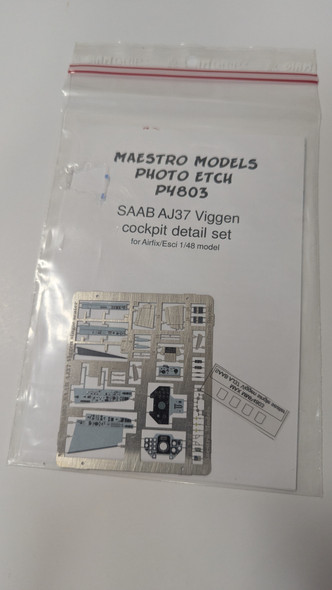 MAESTRO MODELS
PHOTO ETCH
P4803
SAAB AJ37 Viggen
cockpit detail set
for Airfix/Esci 1/48 model